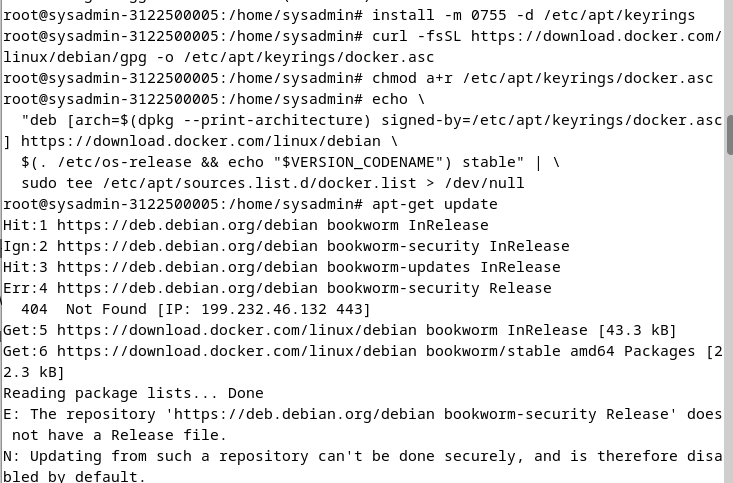 root@sysadmin-3122500005:/home/sysadmin# install -m 0755 -d /etc/apt/keyrings
root@sysadmin-3122500005:/home/sysadmin# curl -fsSL https://download.docker.com/
linux/debian/gpg -o /etc/apt/keyrings/docker.asc
root@sysadmin-3122500005:/home/sysadmin# chmod a+r /etc/apt/keyrings/docker.asc
root@sysadmin-3122500005:/home/sysadmin# echo \
  "deb [arch=$(dpkg --print-architecture) signed-by=/etc/apt/keyrings/docker.asc
] https://download.docker.com/linux/debian \
  $(. /etc/os-release && echo "$VERSION_CODENAME") stable" | \
  sudo tee /etc/apt/sources.list.d/docker.list > /dev/null
root@sysadmin-3122500005:/home/sysadmin# apt-get update
Hit:1 https://deb.debian.org/debian bookworm InRelease
Ign:2 https://deb.debian.org/debian bookworm-security InRelease
Hit:3 https://deb.debian.org/debian bookworm-updates InRelease
Err:4 https://deb.debian.org/debian bookworm-security Release
  404  Not Found [IP: 199.232.46.132 443]
Get:5 https://download.docker.com/linux/debian bookworm InRelease [43.3 kB]
Get:6 https://download.docker.com/linux/debian bookworm/stable amd64 Packages [2
2.3 kB]
Reading package lists... Done
E: The repository 'https://deb.debian.org/debian bookworm-security Release' does
 not have a Release file.
N: Updating from such a repository can't be done securely, and is therefore disa
bled by default.